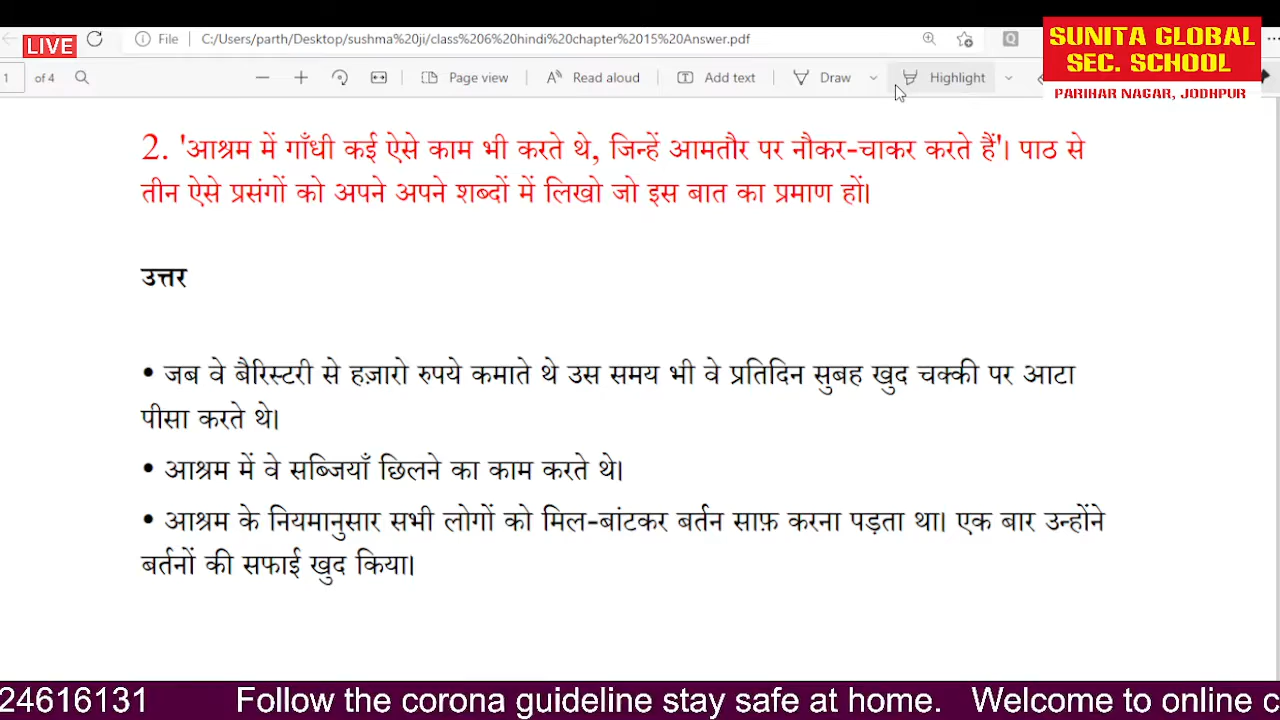 LIVE
File C:/Users/parth/Desktop/sushma%20ji/class%206%20hindi%20chapter%2015%20Answer.pdf
SUNITA GLOBAL
SEC. SCHOOL
PARIHAR NAGAR, JODHPUR
1 of 4 Page view Read aloud Add text Draw Highlight
2. 'आश्रम में गाँधी कई ऐसे काम भी करते थे, जिन्हें आमतौर पर नौकर-चाकर करते हैं'। पाठ से
तीन ऐसे प्रसंगों को अपने अपने शब्दों में लिखो जो इस बात का प्रमाण हों।
उत्तर
• जब वे बैरिस्टरी से हज़ारो रुपये कमाते थे उस समय भी वे प्रतिदिन सुबह खुद चक्की पर आटा
पीसा करते थे।
• आश्रम में वे सब्जियाँ छिलने का काम करते थे।
• आश्रम के नियमानुसार सभी लोगों को मिल-बांटकर बर्तन साफ़ करना पड़ता था। एक बार उन्होंने
बर्तनों की सफाई खुद किया।
24616131 Follow the corona guideline stay safe at home. Welcome to online c